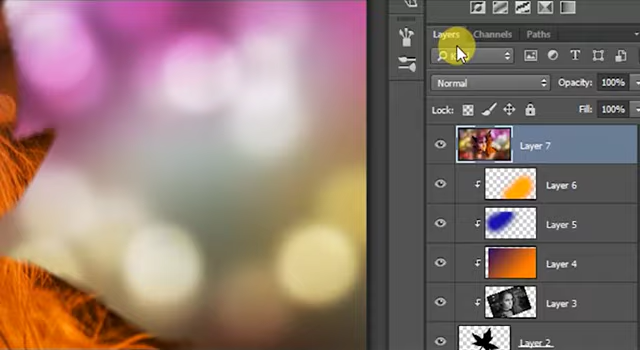 Layers Channels Paths
Normal Opacity: 100%
Lock: Fill: 100%
Layer 7
Layer 6
Layer 5
Layer 4
Layer 3
Layer 2